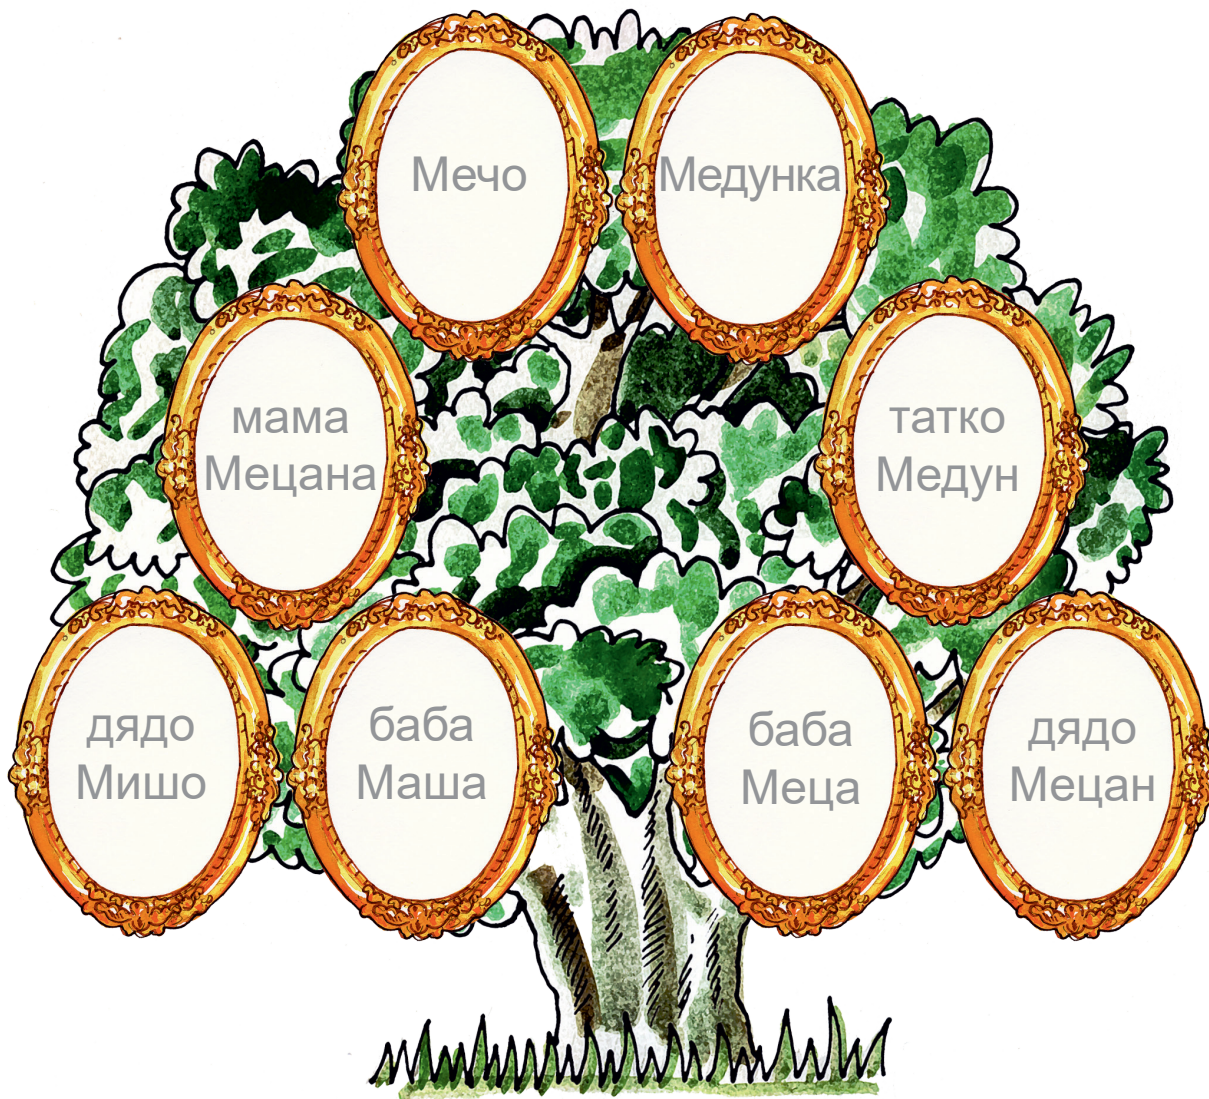 Мечо
Медунка
мама
Мецана
татко
Медун
дядо
Мишо
баба
Маша
баба
Меца
дядо
Мецан